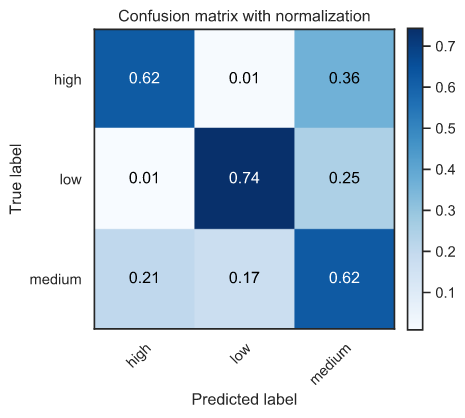 Confusion matrix with normalization
high 0.62 0.01 0.36
low 0.01 0.74 0.25
medium 0.21 0.17 0.62
high low medium
True label
Predicted label
0.7
0.6
0.5
0.4
0.3
0.2
0.1